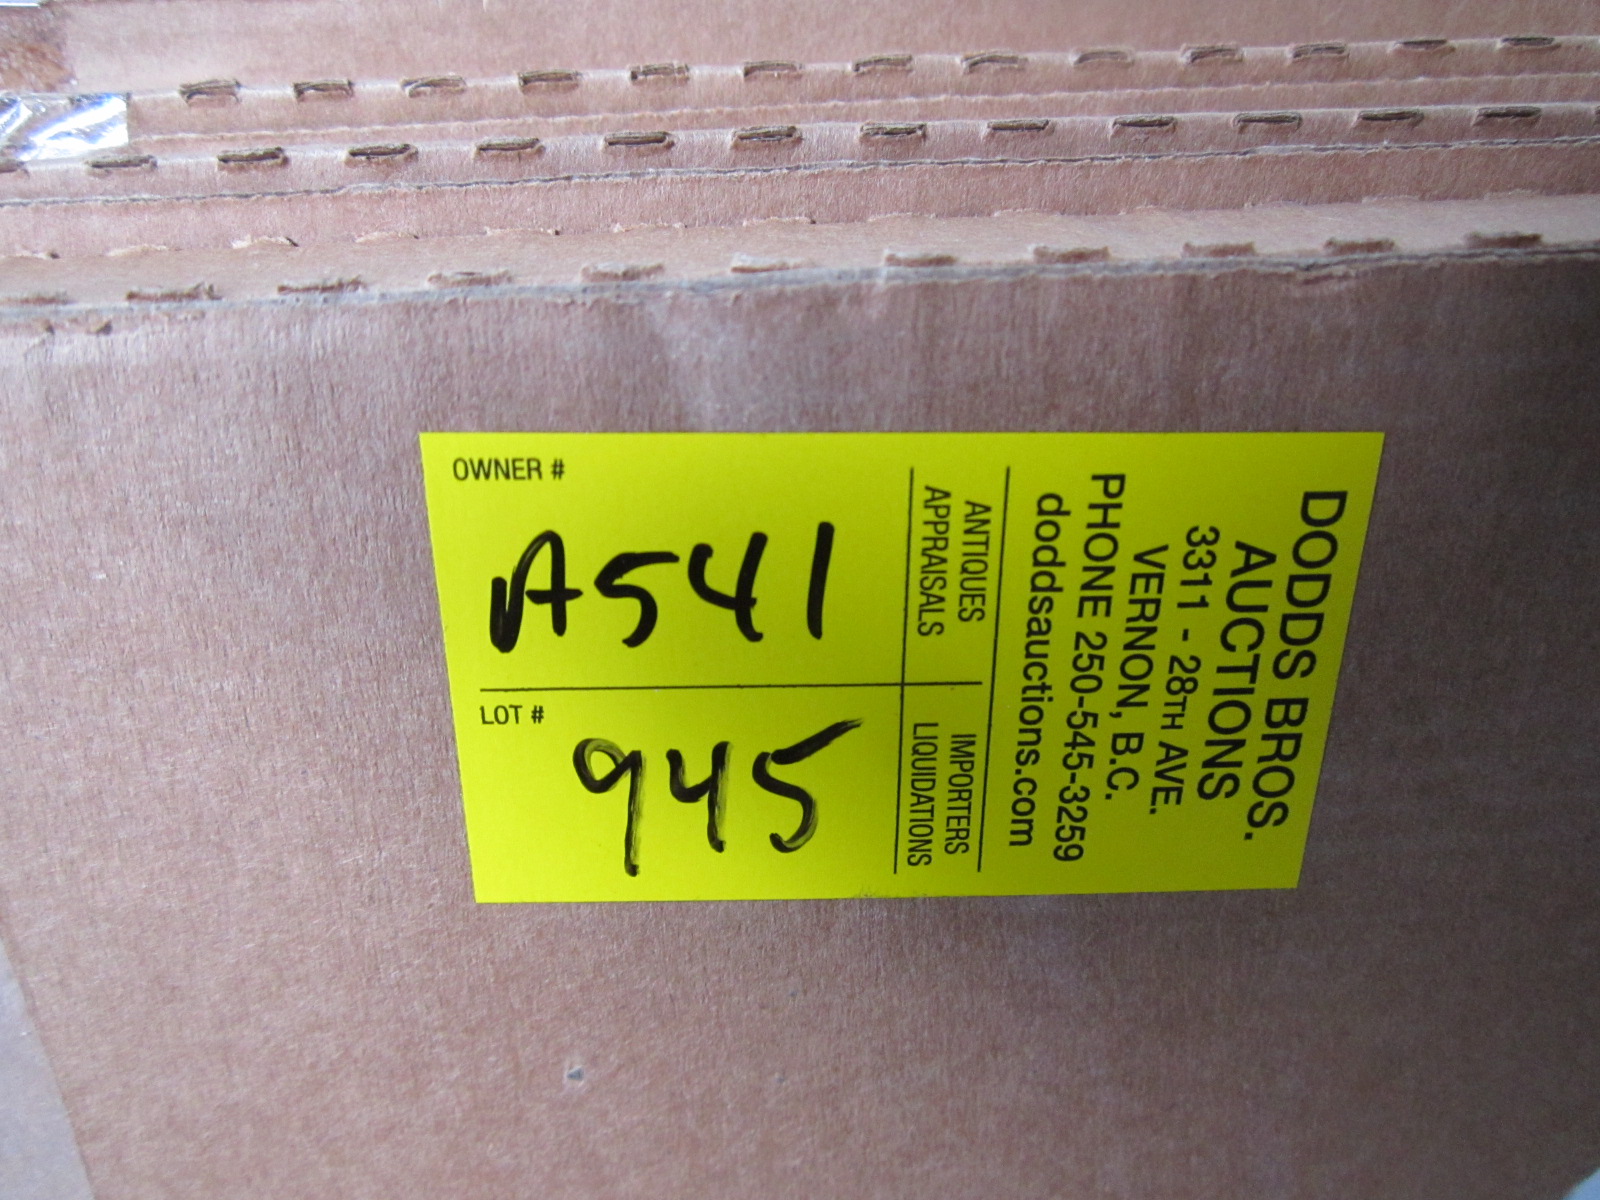 DODDS BROS.
AUCTIONS
3311 - 28TH AVE.
VERNON, B.C.
PHONE 250-545-3259
doddsauctions.com
ANTIQUES
APPRAISALS
IMPORTERS
LIQUIDATIONS
OWNER #
A541
LOT #
945